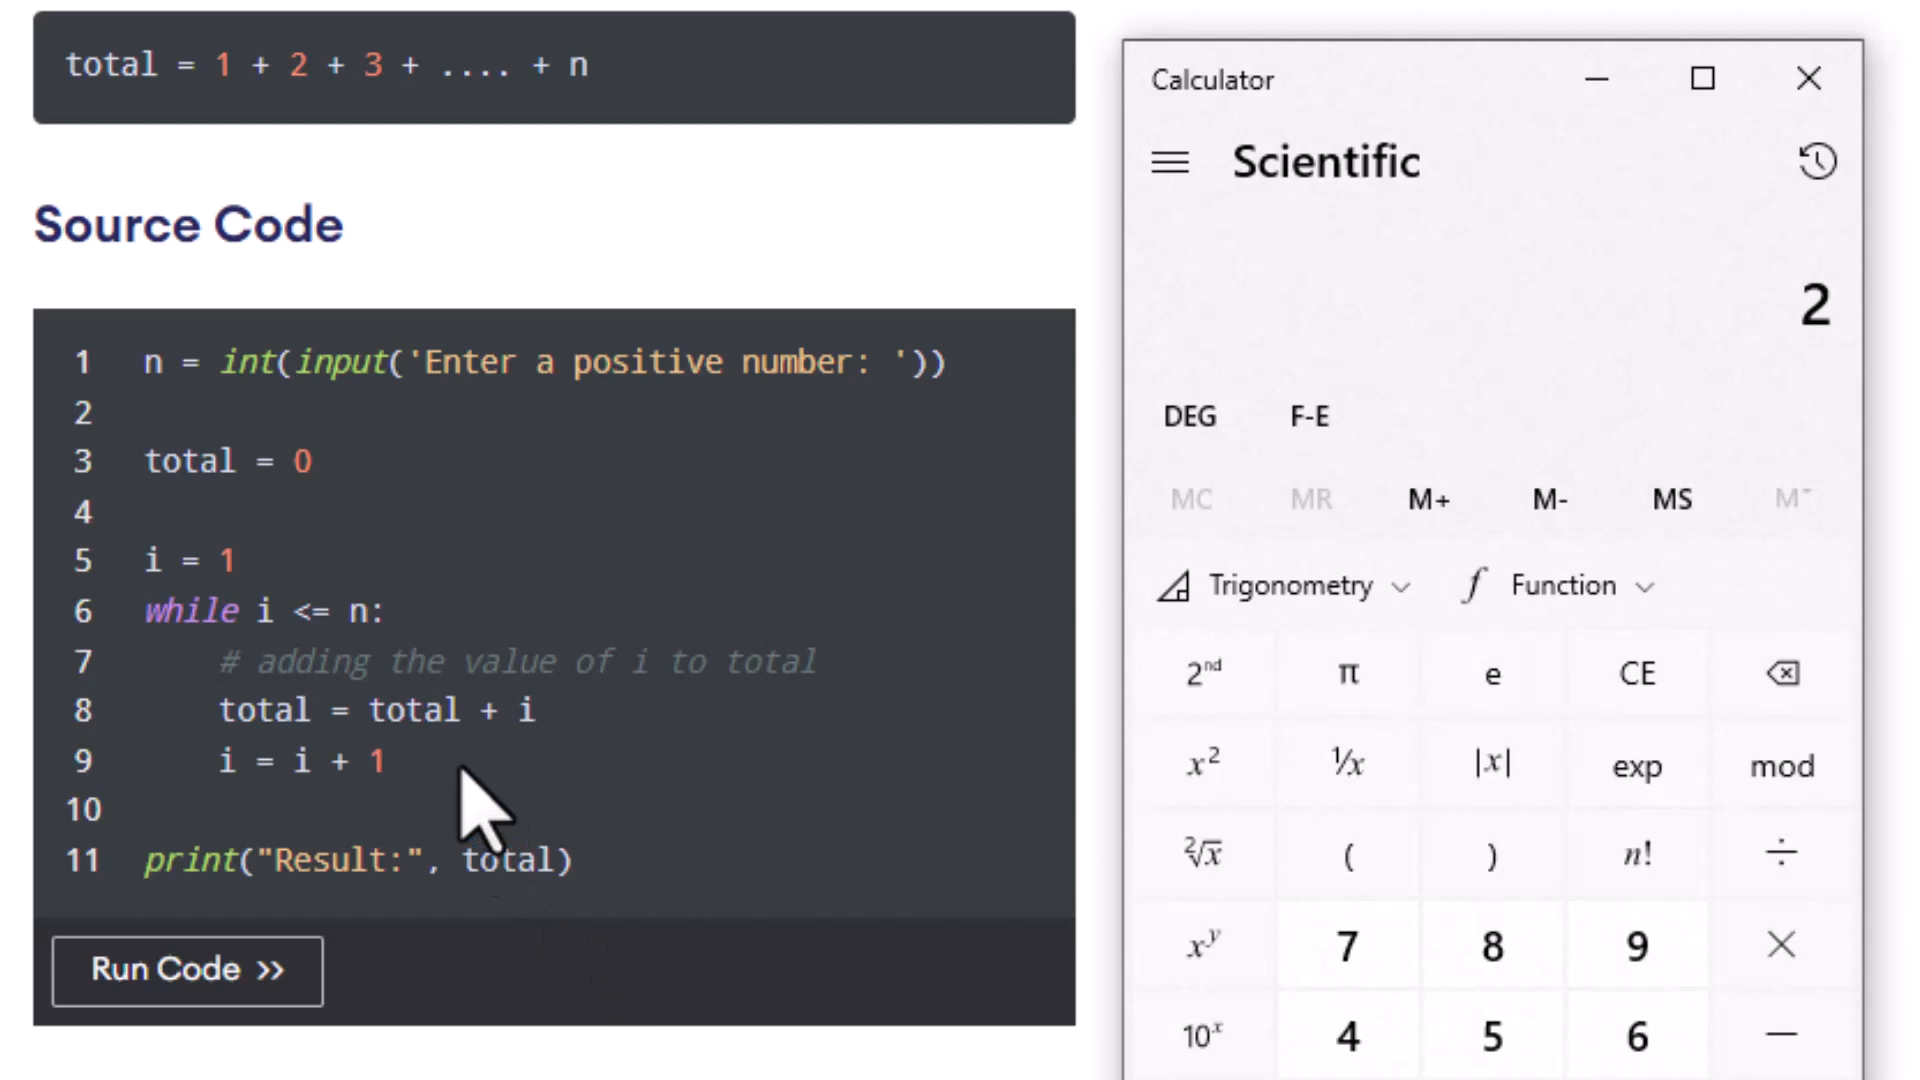 total = 1 + 2 + 3 + .... + n
Source Code
1 n = int(input('Enter a positive number: '))
2
3 total = 0
4
5 i = 1
6 while i <= n:
7 # adding the value of i to total
8 total = total + i
9 i = i + 1
10
11 print("Result:", total)
Run Code >>
Calculator
Scientific
2
DEG F-E
MC MR M+ M- MS M˅
Trigonometry f Function
2ⁿᵈ π e CE
x² ¹/x |x| exp mod
²√x ( ) n! ÷
xʸ 7 8 9 ×
10ˣ 4 5 6 −